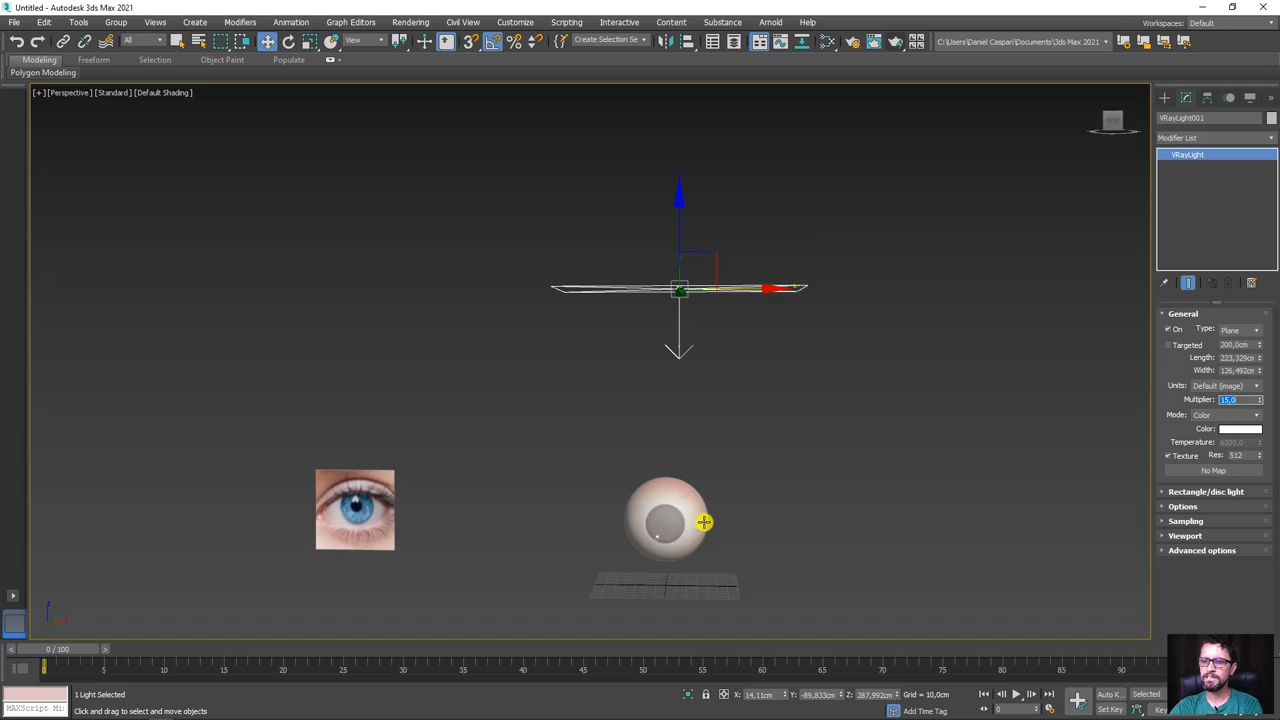 Untitled - Autodesk 3ds Max 2021
File Edit Tools Group Views Create Modifiers Animation Graph Editors Rendering Civil View Customize Scripting Interactive Content Substance Arnold Help
Workspaces: Default
All
View
Create Selection Se
C:\Users\Daniel Caspari\Documents\3ds Max 2021
Modeling Freeform Selection Object Paint Populate
Polygon Modeling
[+] [Perspective] [Standard] [Default Shading]
VRayLight001
Modifier List
VRayLight
General
On Type: Plane
Targeted 200,0cm
Length: 223,329cm
Width: 126,492cm
Units: Default (image)
Multiplier: 15,0
Mode: Color
Color:
Temperature: 6500,0
Texture Res: 512
No Map
Rectangle/disc light
Options
Sampling
Viewport
Advanced options
z
0 / 100
0 5 10 15 20 25 30 35 40 45 50 55 60 65 70 75 80 85 90
MAXScript Mi
1 Light Selected
Click and drag to select and move objects
X: 14,11cm Y: -89,833cm Z: 287,992cm Grid = 10,0cm
Add Time Tag
0
Auto K... Selected
Set Key